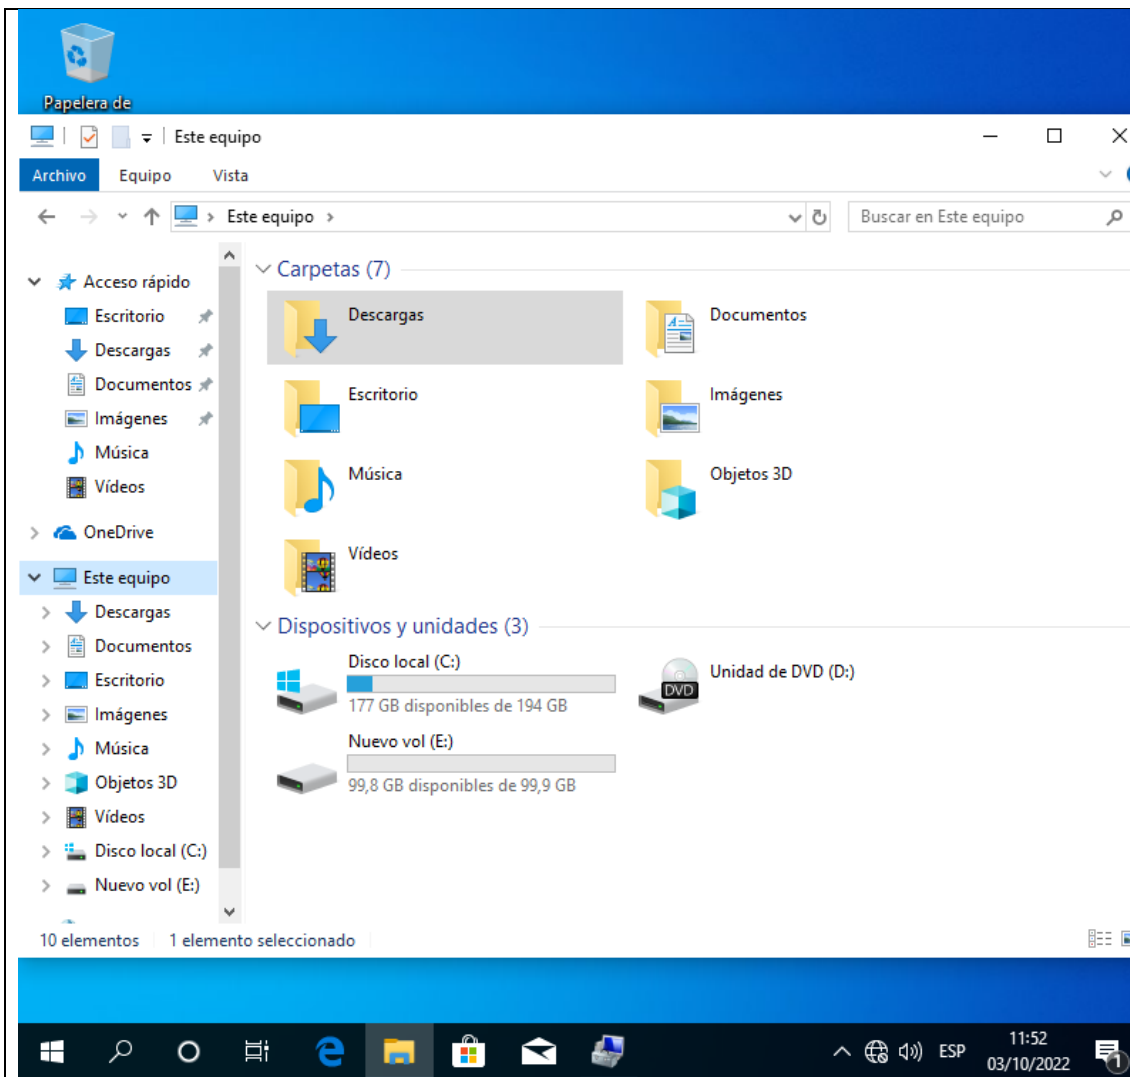 Papelera de
Este equipo
Archivo Equipo Vista
Este equipo
Buscar en Este equipo
Acceso rápido
Escritorio
Descargas
Documentos
Imágenes
Música
Vídeos
OneDrive
Este equipo
Descargas
Documentos
Escritorio
Imágenes
Música
Objetos 3D
Vídeos
Disco local (C:)
Nuevo vol (E:)
Carpetas (7)
Descargas
Documentos
Escritorio
Imágenes
Música
Objetos 3D
Vídeos
Dispositivos y unidades (3)
Disco local (C:)
177 GB disponibles de 194 GB
Unidad de DVD (D:)
DVD
Nuevo vol (E:)
99,8 GB disponibles de 99,9 GB
10 elementos 1 elemento seleccionado
ESP
11:52
03/10/2022
1